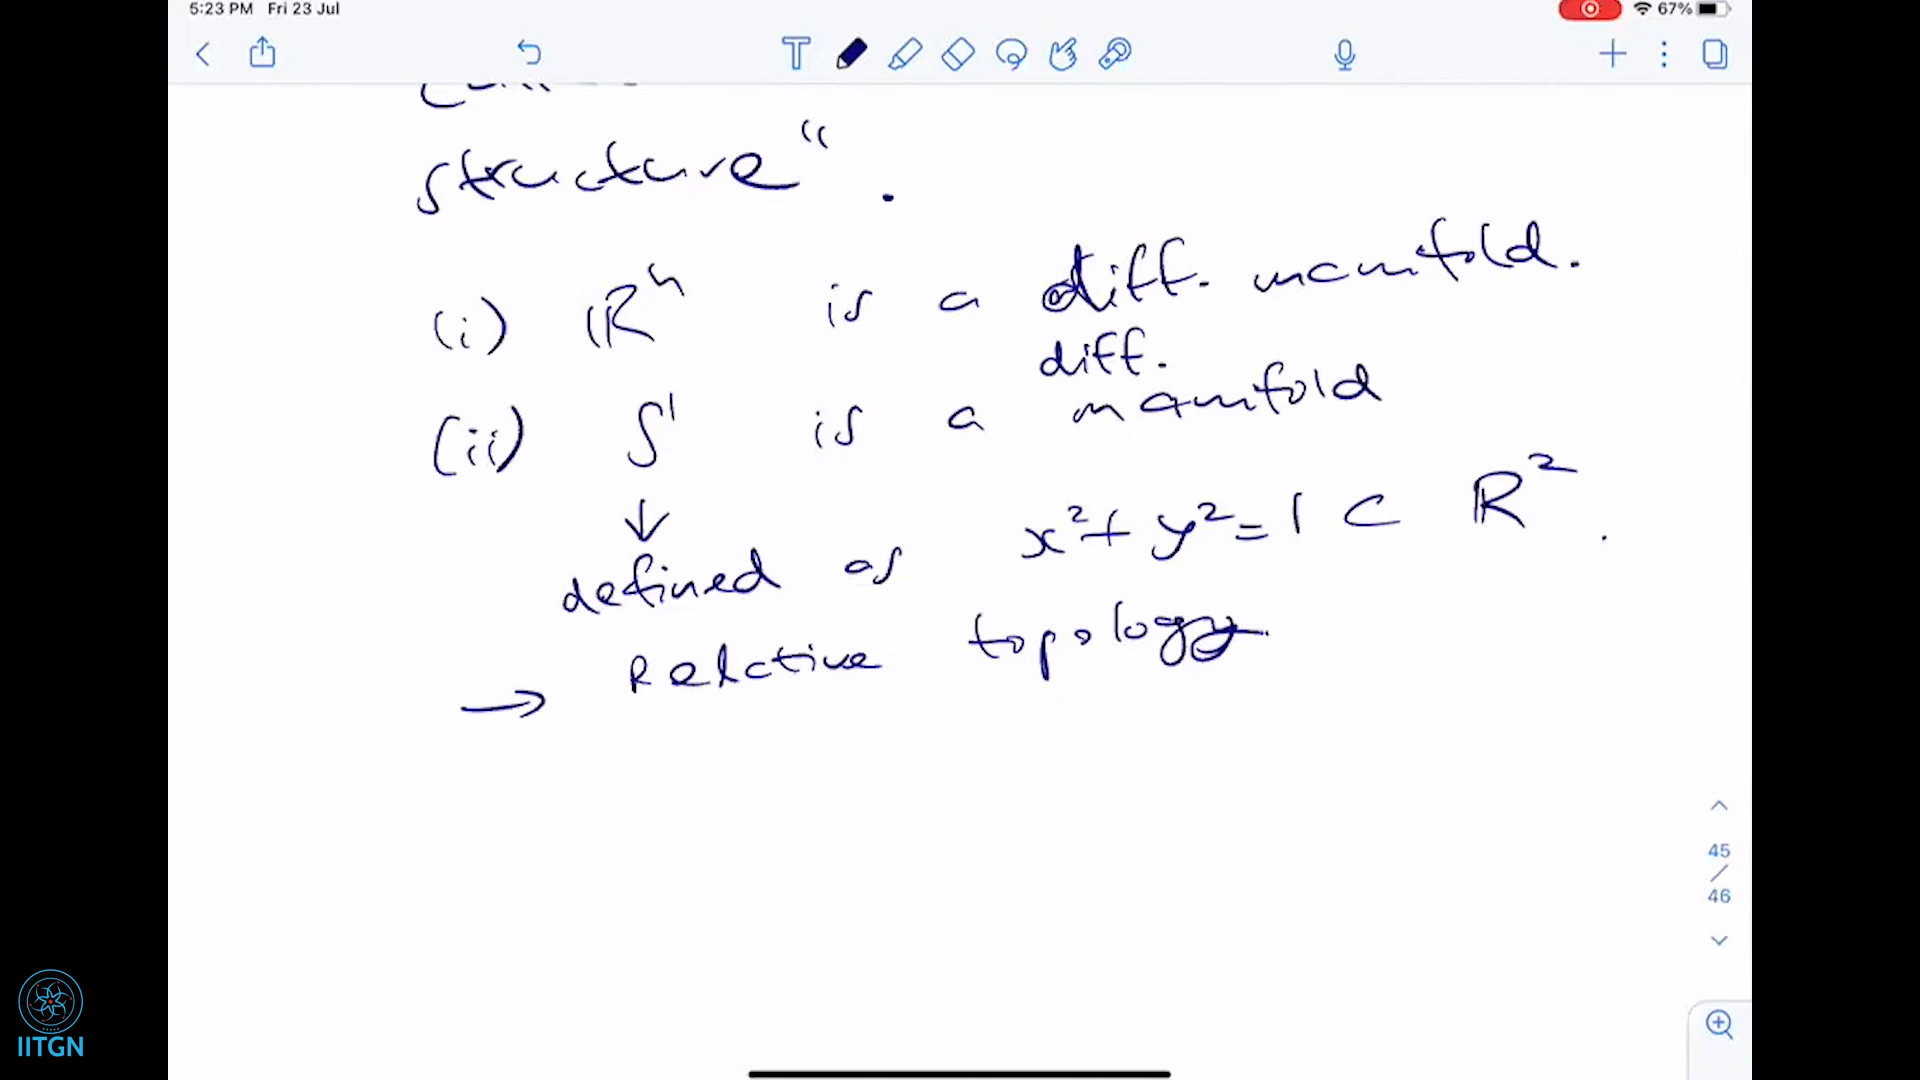 5:23 PM Fri 23 Jul
67%
structure“.
(i) ℝⁿ is a diff. manifold.
diff.
(ii) S¹ is a manifold
↓
defined as x²+ y²=1 ⊂ ℝ².
→ Relative topology
45
/
46
IITGN